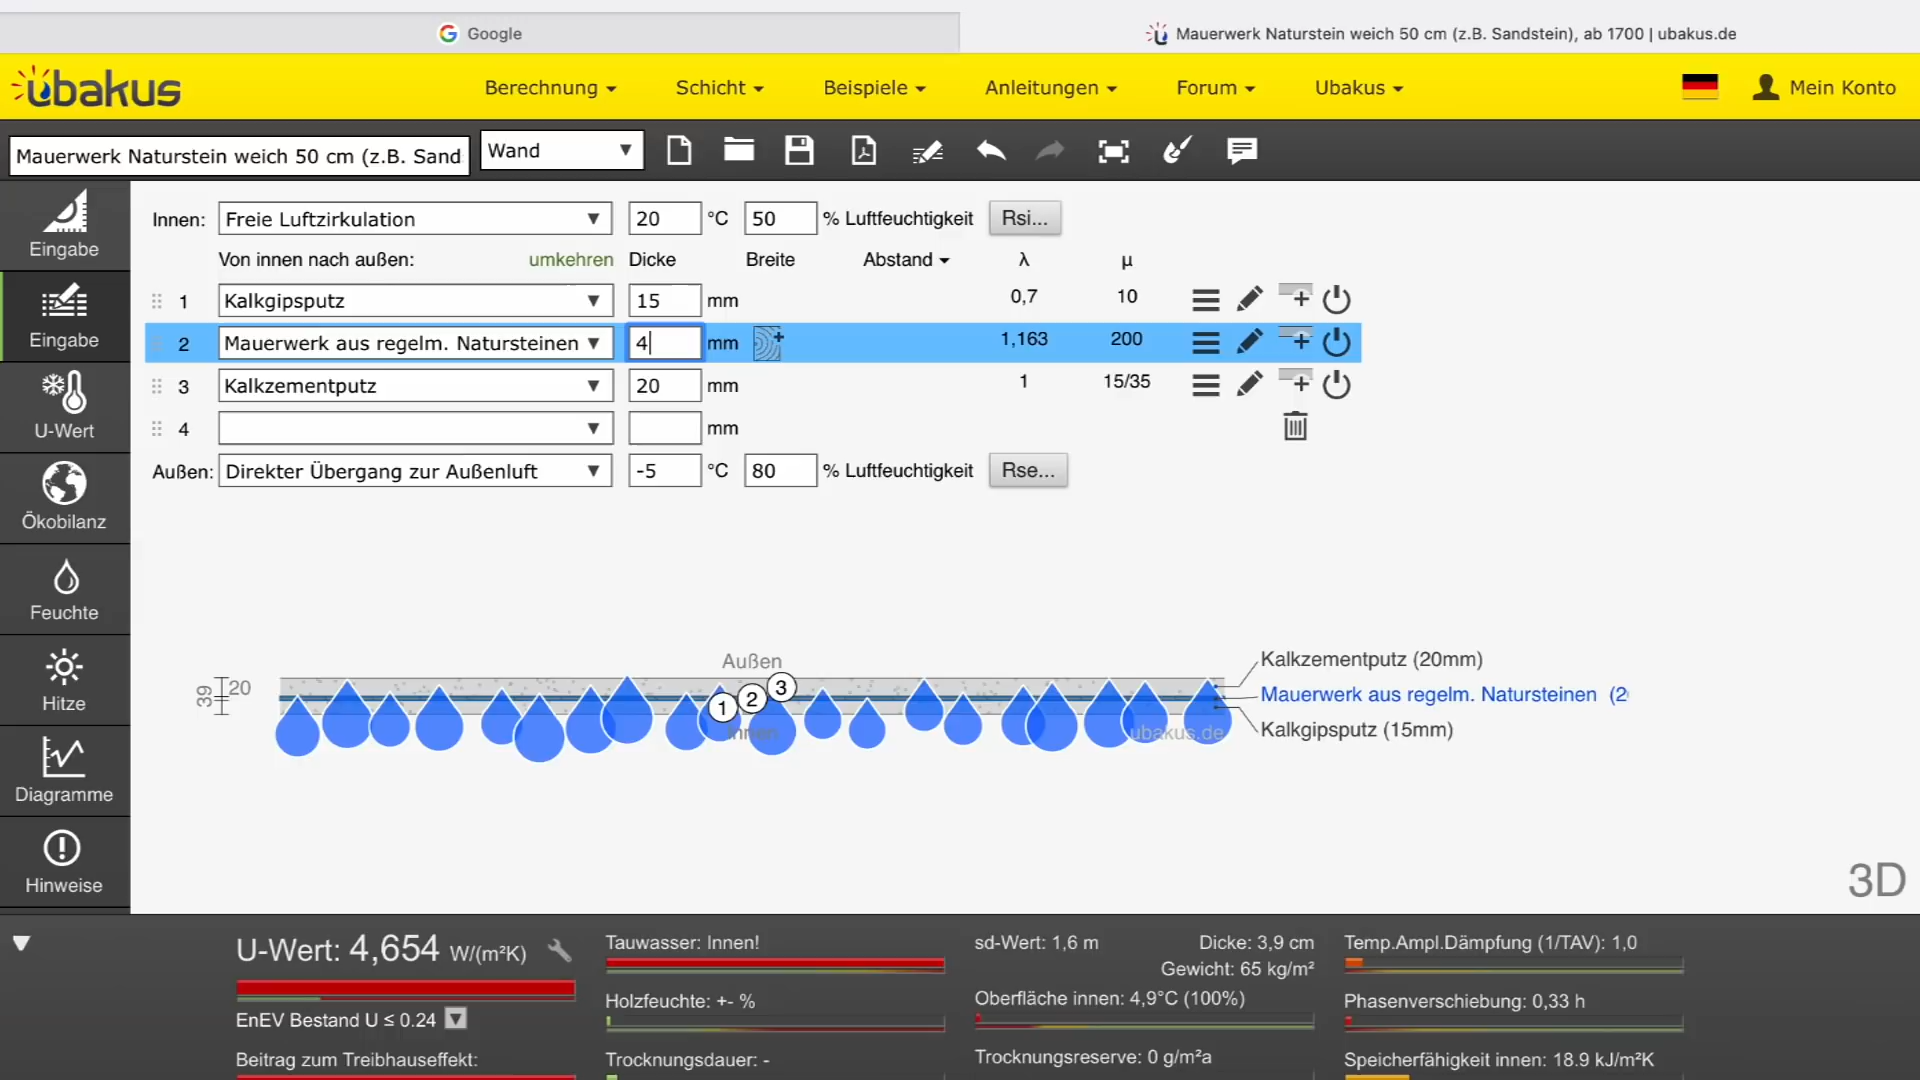 Google
Mauerwerk Naturstein weich 50 cm (z.B. Sandstein), ab 1700 | ubakus.de
ubakus
Berechnung
Schicht
Beispiele
Anleitungen
Forum
Ubakus
Mein Konto
Mauerwerk Naturstein weich 50 cm (z.B. Sand
Wand
Eingabe
Eingabe
U-Wert
Ökobilanz
Feuchte
Hitze
Diagramme
Hinweise
Innen: Freie Luftzirkulation 20 °C 50 % Luftfeuchtigkeit Rsi...
Von innen nach außen: umkehren Dicke Breite Abstand λ μ
1 Kalkgipsputz 15 mm 0,7 10
2 Mauerwerk aus regelm. Natursteinen 4 mm 1,163 200
3 Kalkzementputz 20 mm 1 15/35
4 mm
Außen: Direkter Übergang zur Außenluft -5 °C 80 % Luftfeuchtigkeit Rse...
Außen
39 20
1 2 3
Innen
ubakus.de
Kalkzementputz (20mm)
Mauerwerk aus regelm. Natursteinen (2
Kalkgipsputz (15mm)
3D
U-Wert: 4,654 W/(m²K)
EnEV Bestand U ≤ 0.24
Beitrag zum Treibhauseffekt:
Tauwasser: Innen!
Holzfeuchte: +- %
Trocknungsdauer: -
sd-Wert: 1,6 m Dicke: 3,9 cm
Gewicht: 65 kg/m²
Oberfläche innen: 4,9°C (100%)
Trocknungsreserve: 0 g/m²a
Temp.Ampl.Dämpfung (1/TAV): 1,0
Phasenverschiebung: 0,33 h
Speicherfähigkeit innen: 18.9 kJ/m²K